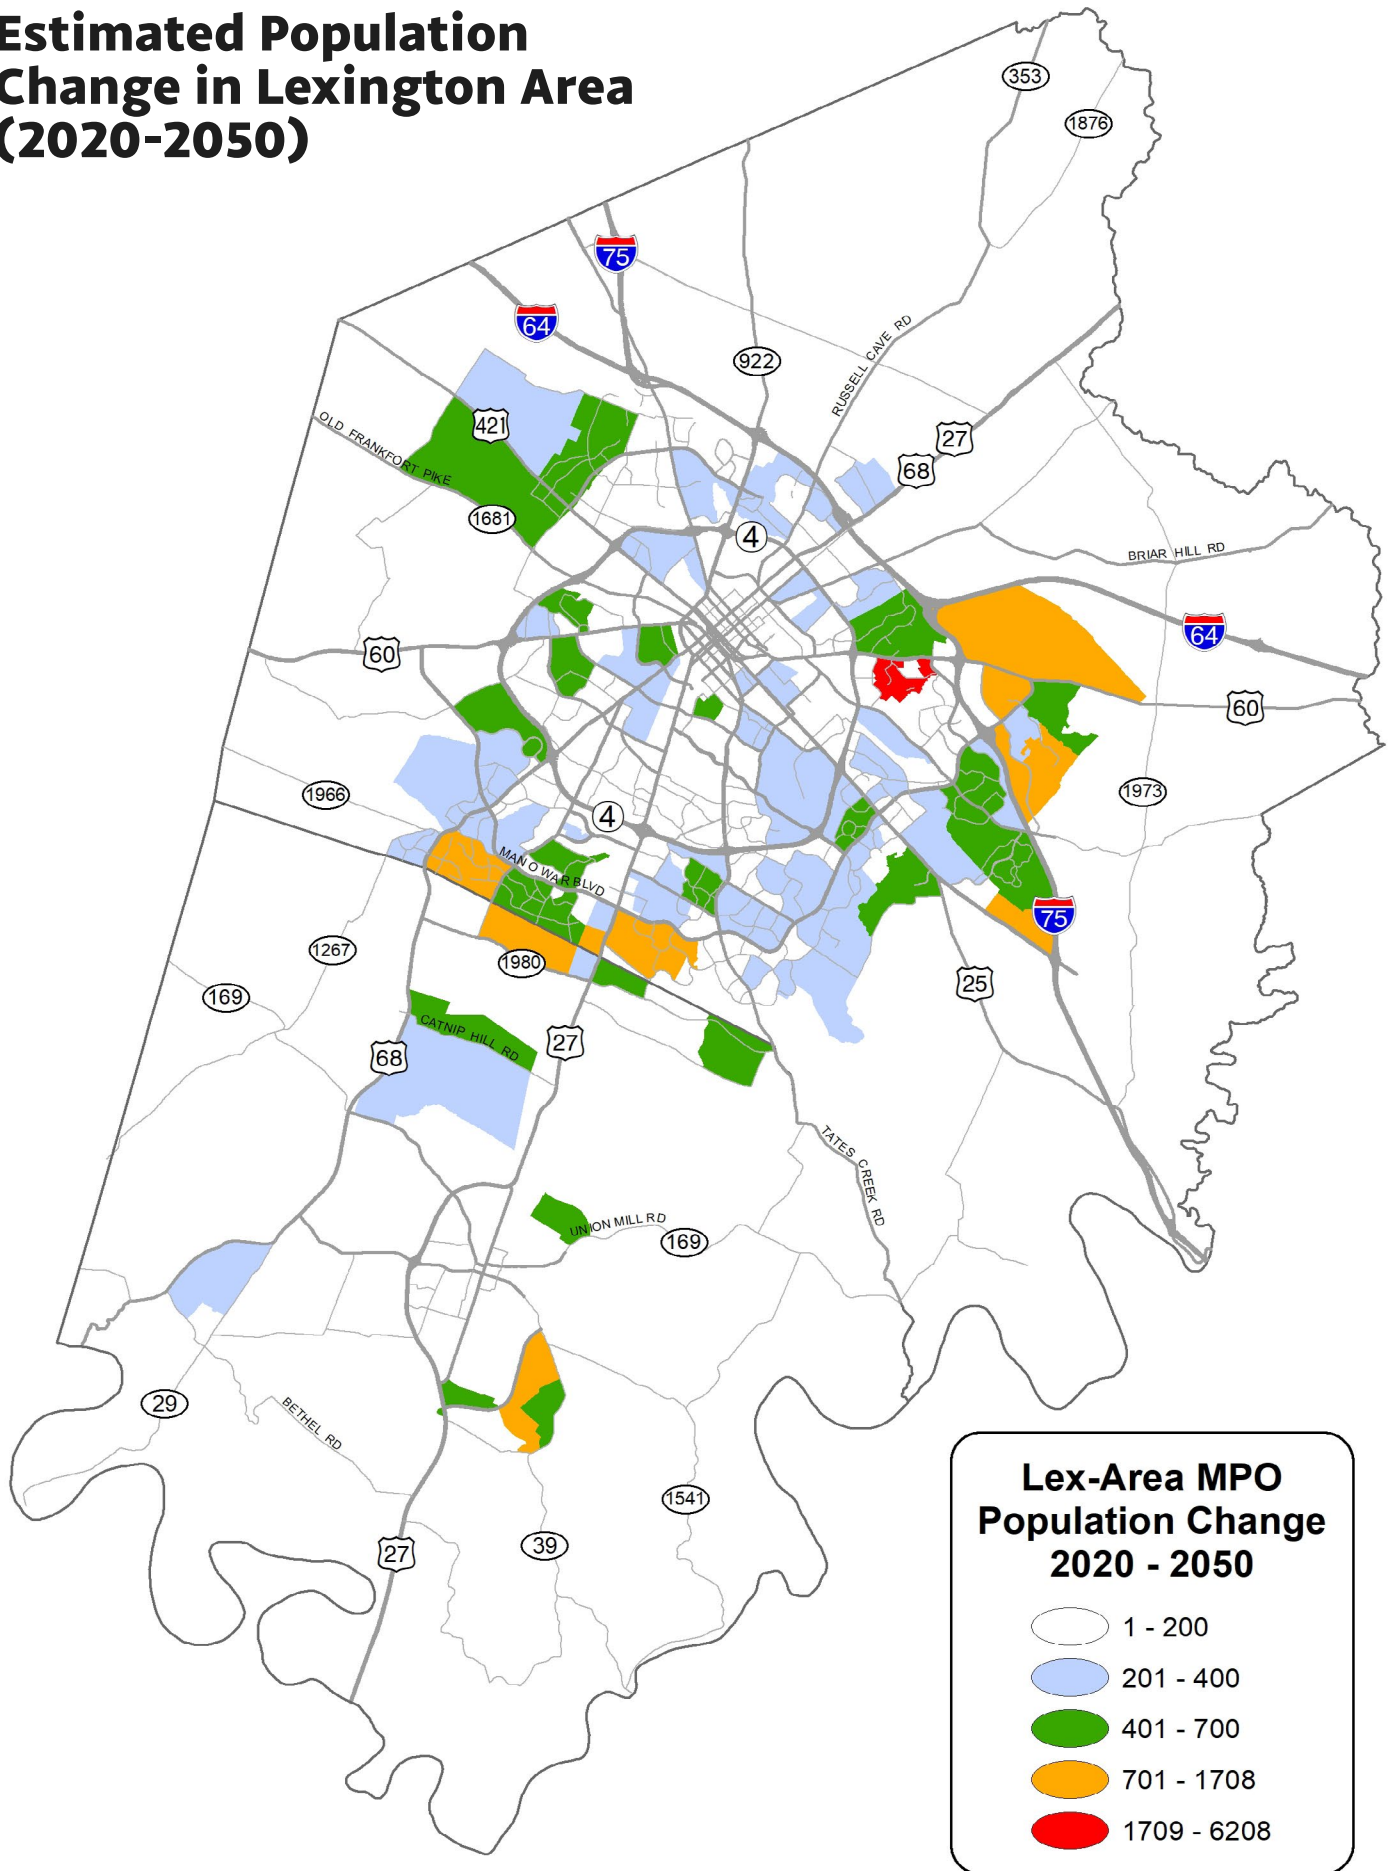 Estimated Population
Change in Lexington Area
(2020-2050)
353
1876
75
64
922
RUSSELL CAVE RD
421
27
68
OLD FRANKFORT PIKE
1681
4
BRIAR HILL RD
64
60
60
1966
1973
4
MAN O WAR BLVD
75
1267
1980
169
25
CATNIP HILL RD
27
68
TATES CREEK RD
UNION MILL RD
169
29
BETHEL RD
1541
39
27
Lex-Area MPO
Population Change
2020 - 2050
1 - 200
201 - 400
401 - 700
701 - 1708
1709 - 6208